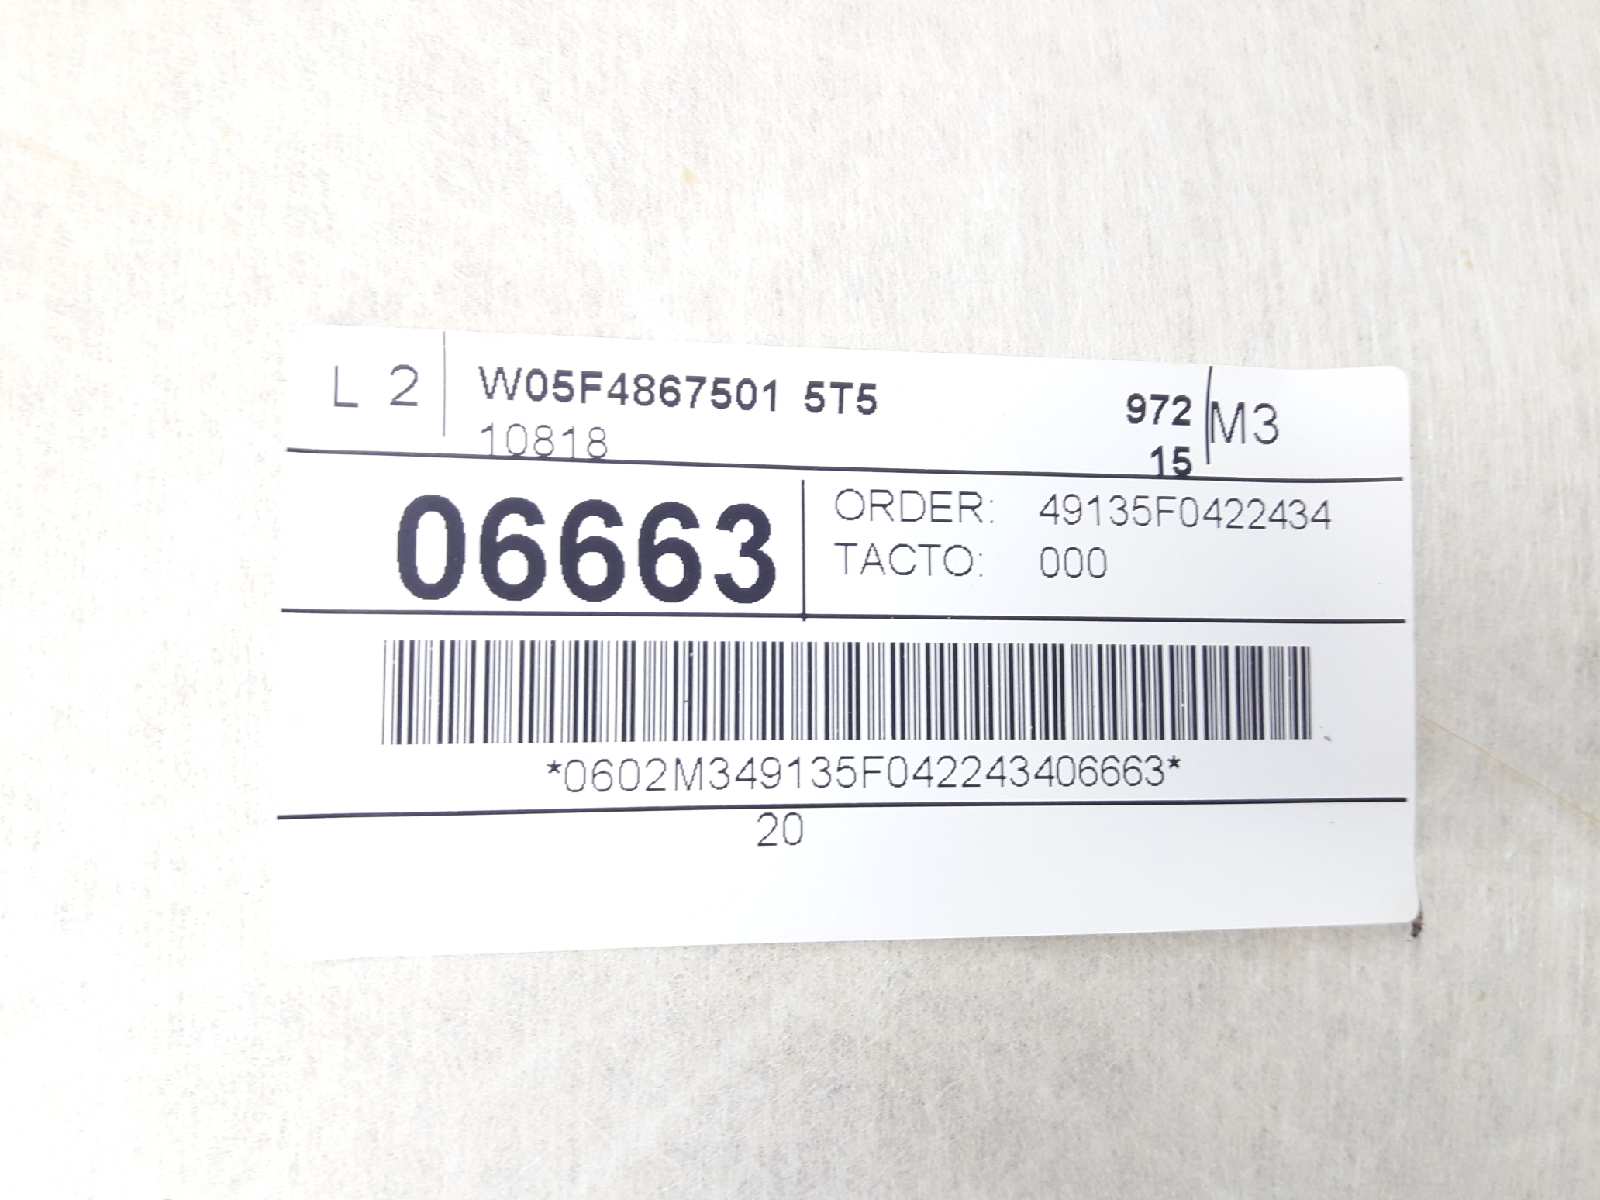 L 2 W05F4867501 5T5 972 M3
10818 15
06663 ORDER: 49135F0422434
TACTO: 000
*0602M349135F042243406663*
20